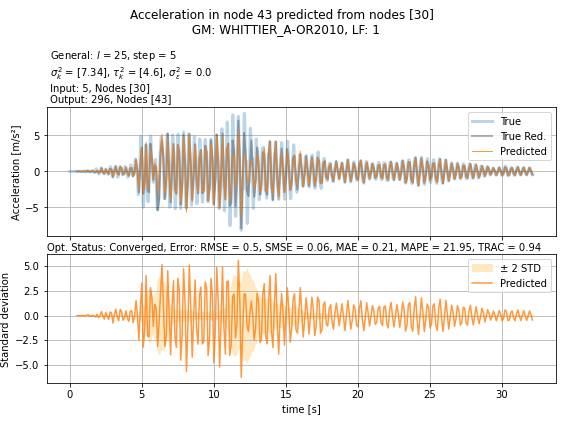 Acceleration in node 43 predicted from nodes [30]
GM: WHITTIER_A-OR2010, LF: 1
General: l = 25, step = 5
σ²ₖ = [7.34], τ²ₖ = [4.6], σ²ε = 0.0
Input: 5, Nodes [30]
Output: 296, Nodes [43]
Acceleration [m/s²]
5
0
−5
True
True Red.
Predicted
Opt. Status: Converged, Error: RMSE = 0.5, SMSE = 0.06, MAE = 0.21, MAPE = 21.95, TRAC = 0.94
Standard deviation
5.0
2.5
0.0
−2.5
−5.0
± 2 STD
Predicted
0 5 10 15 20 25 30
time [s]